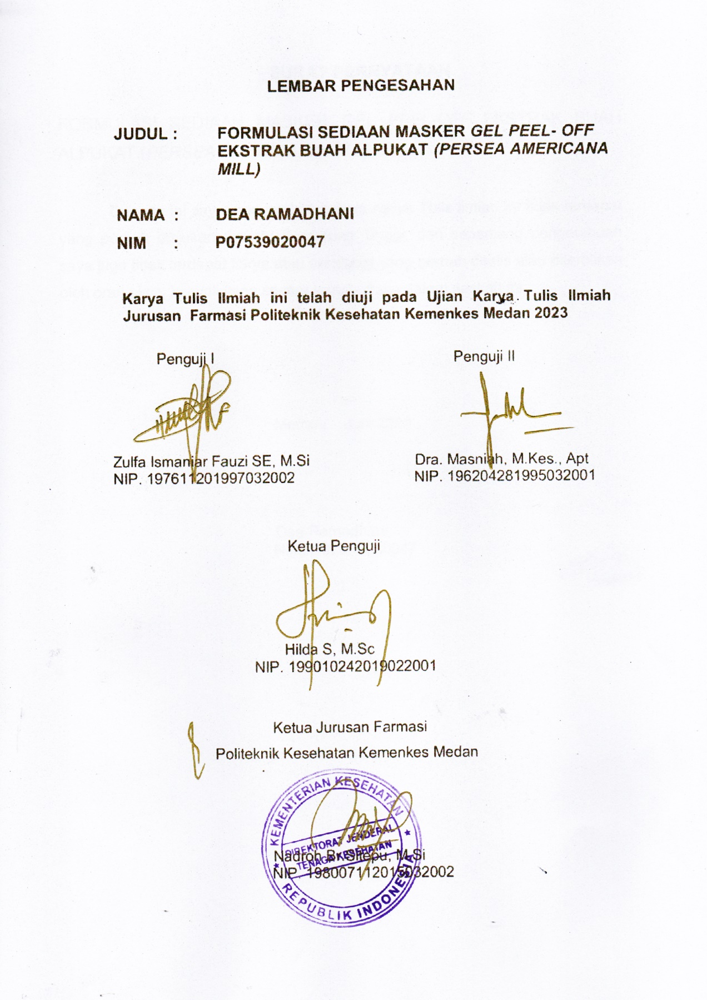 LEMBAR PENGESAHAN
JUDUL : FORMULASI SEDIAAN MASKER GEL PEEL- OFF
EKSTRAK BUAH ALPUKAT (PERSEA AMERICANA
MILL)
NAMA : DEA RAMADHANI
NIM : P07539020047
Karya Tulis Ilmiah ini telah diuji pada Ujian Karya Tulis Ilmiah
Jurusan Farmasi Politeknik Kesehatan Kemenkes Medan 2023
Penguji I
Zulfa Ismaniar Fauzi SE, M.Si
NIP. 197611201997032002
Penguji II
Dra. Masniah, M.Kes., Apt
NIP. 196204281995032001
Ketua Penguji
Hilda S, M.Sc
NIP. 199010242019022001
Ketua Jurusan Farmasi
Politeknik Kesehatan Kemenkes Medan
KEMENTERIAN KESEHATAN
DIREKTORAT JENDERAL
TENAGA KESEHATAN
Nadroh Br. Sitepu, M.Si
NIP. 198007112015032002
REPUBLIK INDONESIA